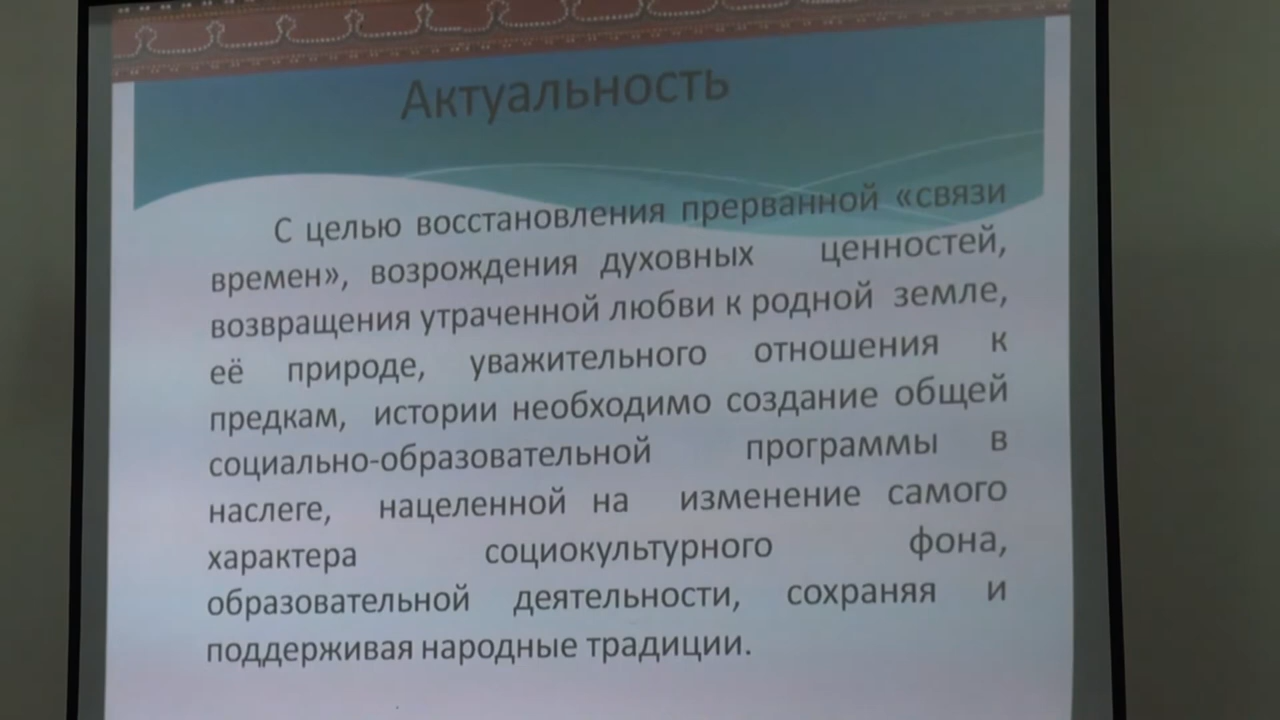 Актуальность
С целью восстановления прерванной «связи
времен», возрождения духовных ценностей,
возвращения утраченной любви к родной земле,
её природе, уважительного отношения к
предкам, истории необходимо создание общей
социально-образовательной программы в
наслеге, нацеленной на изменение самого
характера социокультурного фона,
образовательной деятельности, сохраняя и
поддерживая народные традиции.